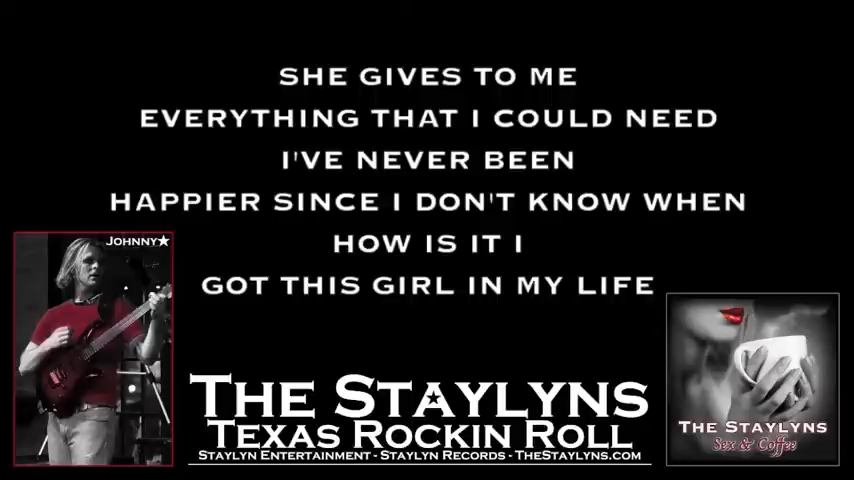 SHE GIVES TO ME
EVERYTHING THAT I COULD NEED
I'VE NEVER BEEN
HAPPIER SINCE I DON'T KNOW WHEN
HOW IS IT I
GOT THIS GIRL IN MY LIFE
JOHNNY★
THE STAYLYNS
TEXAS ROCKIN ROLL
STAYLYN ENTERTAINMENT - STAYLYN RECORDS - THESTAYLYNS.COM
THE STAYLYNS
Sex & Coffee